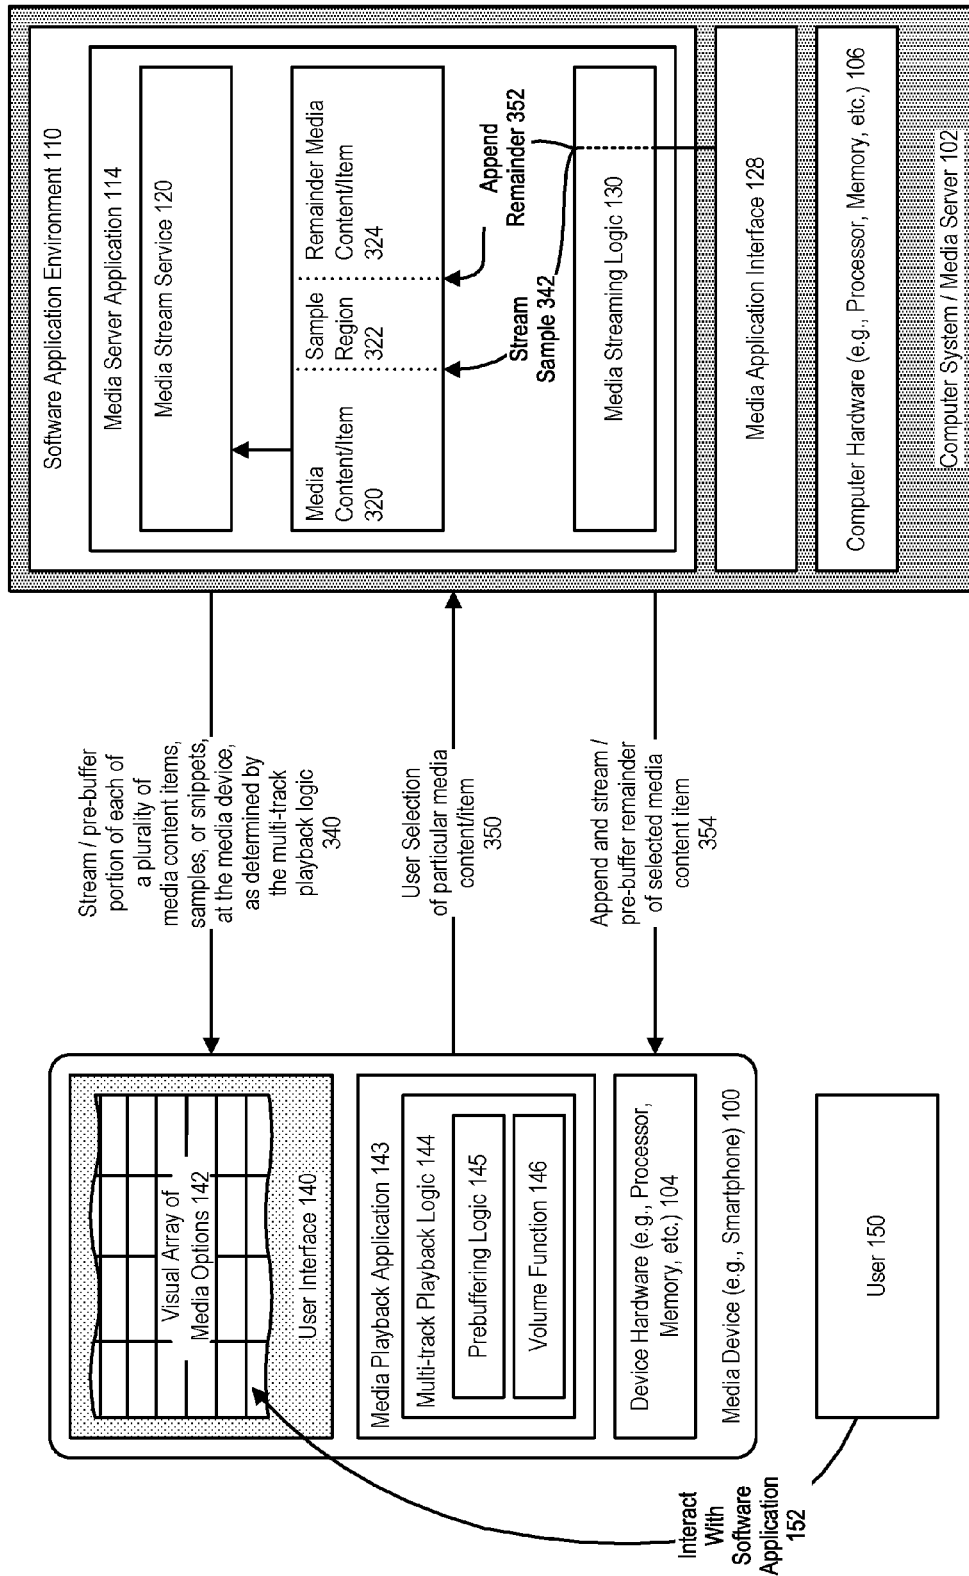 Visual Array of
Media Options 142
User Interface 140
Media Playback Application 143
Multi-track Playback Logic 144
Prebuffering Logic 145
Volume Function 146
Device Hardware (e.g., Processor,
Memory, etc.) 104
Media Device (e.g., Smartphone) 100
User 150
Interact
With
Software
Application
152
Stream / pre-buffer
portion of each of
a plurality of
media content items,
samples, or snippets,
at the media device,
as determined by
the multi-track
playback logic
340
User Selection
of particular media
content/item
350
Append and stream /
pre-buffer remainder
of selected media
content item
354
Software Application Environment 110
Media Server Application 114
Media Stream Service 120
Media
Content/Item
320
Sample
Region
322
Remainder Media
Content/Item
324
Stream
Sample 342
Append
Remainder 352
Media Streaming Logic 130
Media Application Interface 128
Computer Hardware (e.g., Processor, Memory, etc.) 106
Computer System / Media Server 102